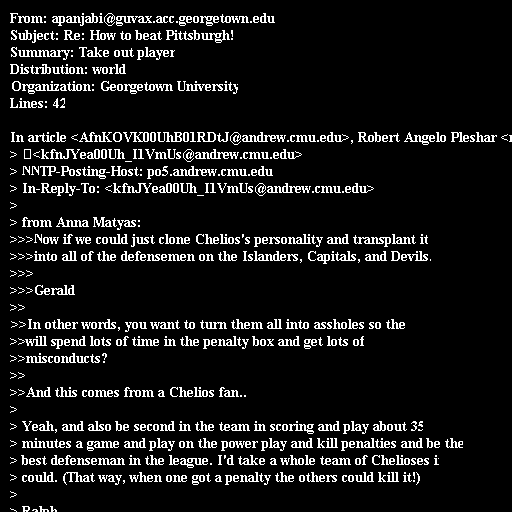 From: apanjabi@guvax.acc.georgetown.edu
Subject: Re: How to beat Pittsburgh!
Summary: Take out player
Distribution: world
Organization: Georgetown University
Lines: 42

In article <AfnKOVK00UhB01RDtJ@andrew.cmu.edu>, Robert Angelo Pleshar <r
> <kfnJYea00Uh_I1VmUs@andrew.cmu.edu>
> NNTP-Posting-Host: po5.andrew.cmu.edu
> In-Reply-To: <kfnJYea00Uh_I1VmUs@andrew.cmu.edu>
>
> from Anna Matyas:
>>>Now if we could just clone Chelios's personality and transplant it
>>>into all of the defensemen on the Islanders, Capitals, and Devils.
>>>
>>>Gerald
>>
>>In other words, you want to turn them all into assholes so the
>>will spend lots of time in the penalty box and get lots of
>>misconducts?
>>
>>And this comes from a Chelios fan..
>
> Yeah, and also be second in the team in scoring and play about 35
> minutes a game and play on the power play and kill penalties and be the
> best defenseman in the league. I'd take a whole team of Chelioses i
> could. (That way, when one got a penalty the others could kill it!)
>
> Ralph